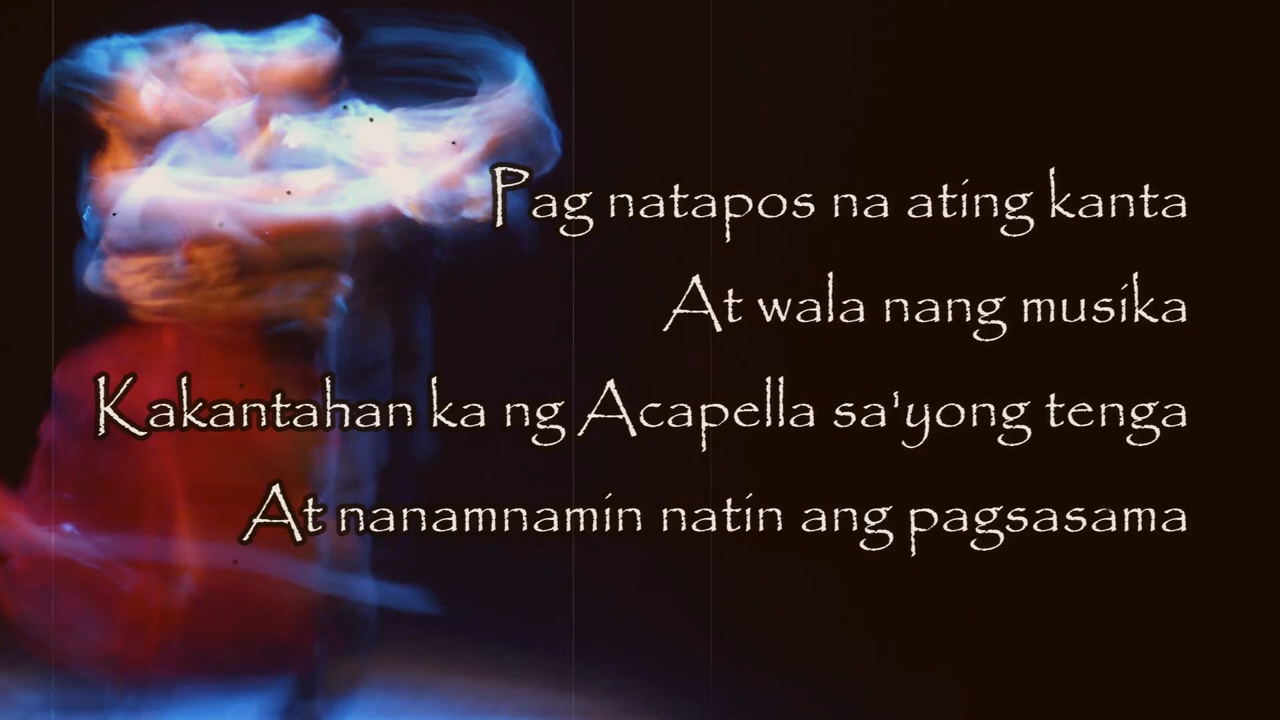 Pag natapos na ating kanta
At wala nang musika
Kakantahan ka ng Acapella sa'yong tenga
At nanamnamin natin ang pagsasama